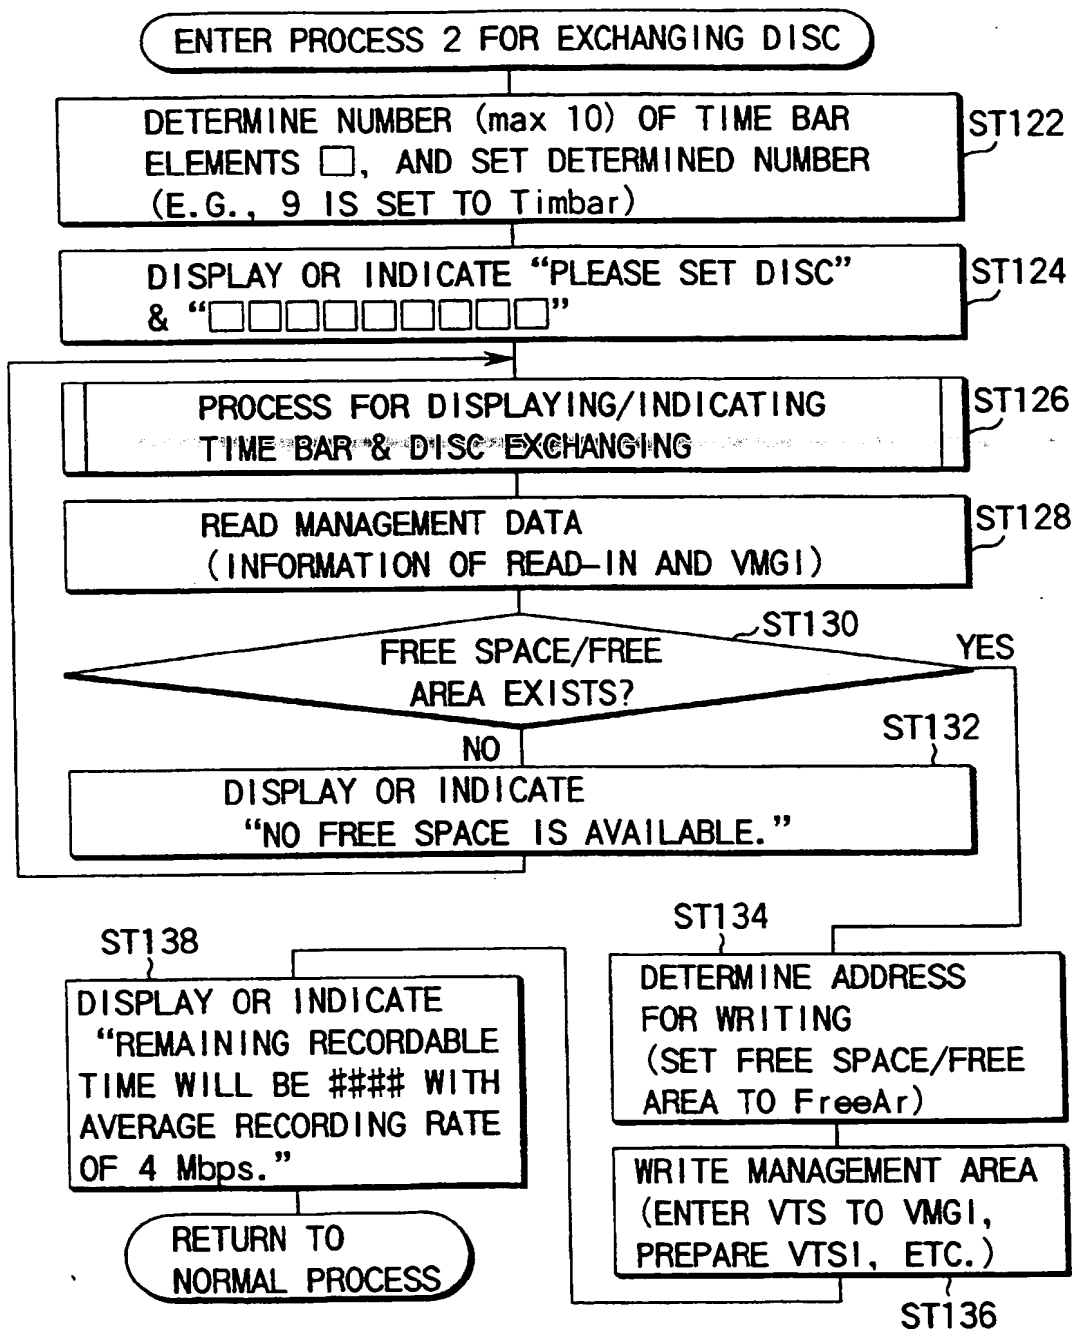 ENTER PROCESS 2 FOR EXCHANGING DISC
DETERMINE NUMBER (max 10) OF TIME BAR
ELEMENTS □, AND SET DETERMINED NUMBER
(E.G., 9 IS SET TO Timbar)
ST122
DISPLAY OR INDICATE “PLEASE SET DISC”
& “□□□□□□□□□”
ST124
PROCESS FOR DISPLAYING/INDICATING
TIME BAR & DISC EXCHANGING
ST126
READ MANAGEMENT DATA
(INFORMATION OF READ-IN AND VMGI)
ST128
ST130
FREE SPACE/FREE
AREA EXISTS?
YES
NO
ST132
DISPLAY OR INDICATE
“NO FREE SPACE IS AVAILABLE.”
ST134
DETERMINE ADDRESS
FOR WRITING
(SET FREE SPACE/FREE
AREA TO FreeAr)
WRITE MANAGEMENT AREA
(ENTER VTS TO VMGI,
PREPARE VTSI, ETC.)
ST136
ST138
DISPLAY OR INDICATE
“REMAINING RECORDABLE
TIME WILL BE #### WITH
AVERAGE RECORDING RATE
OF 4 Mbps.”
RETURN TO
NORMAL PROCESS